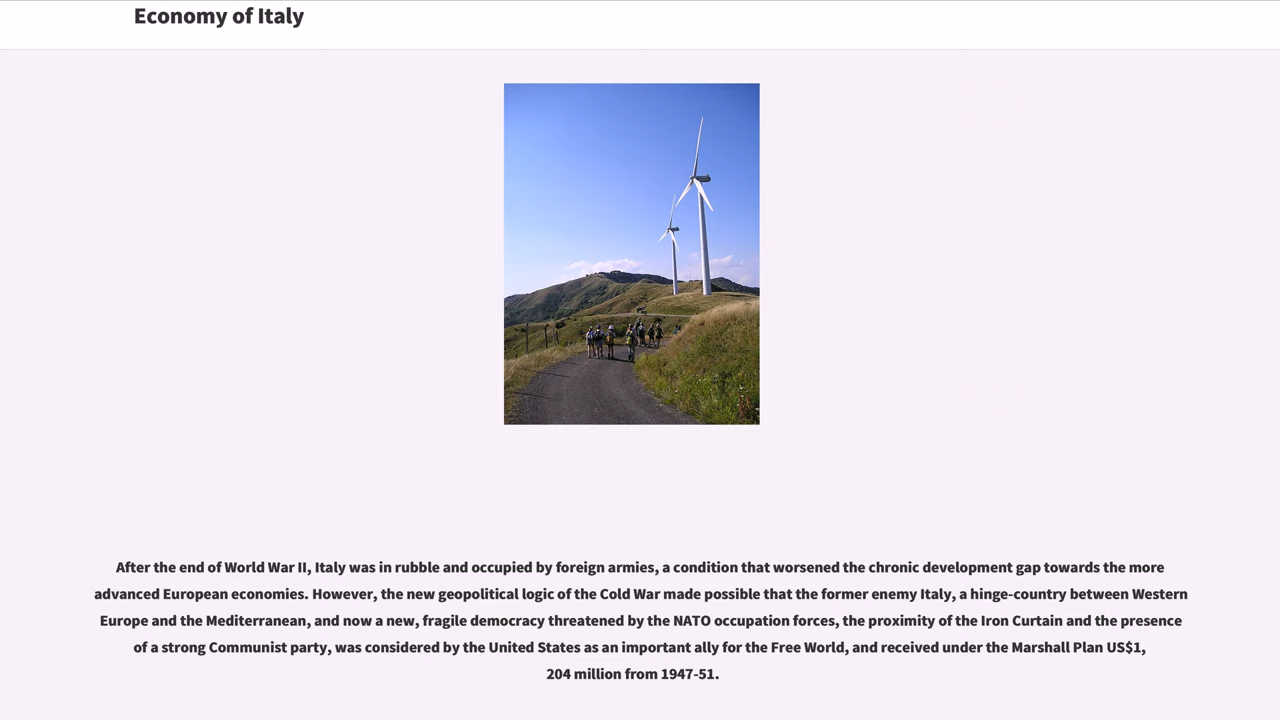 Economy of Italy
After the end of World War II, Italy was in rubble and occupied by foreign armies, a condition that worsened the chronic development gap towards the more
advanced European economies. However, the new geopolitical logic of the Cold War made possible that the former enemy Italy, a hinge-country between Western
Europe and the Mediterranean, and now a new, fragile democracy threatened by the NATO occupation forces, the proximity of the Iron Curtain and the presence
of a strong Communist party, was considered by the United States as an important ally for the Free World, and received under the Marshall Plan US$1,
204 million from 1947-51.